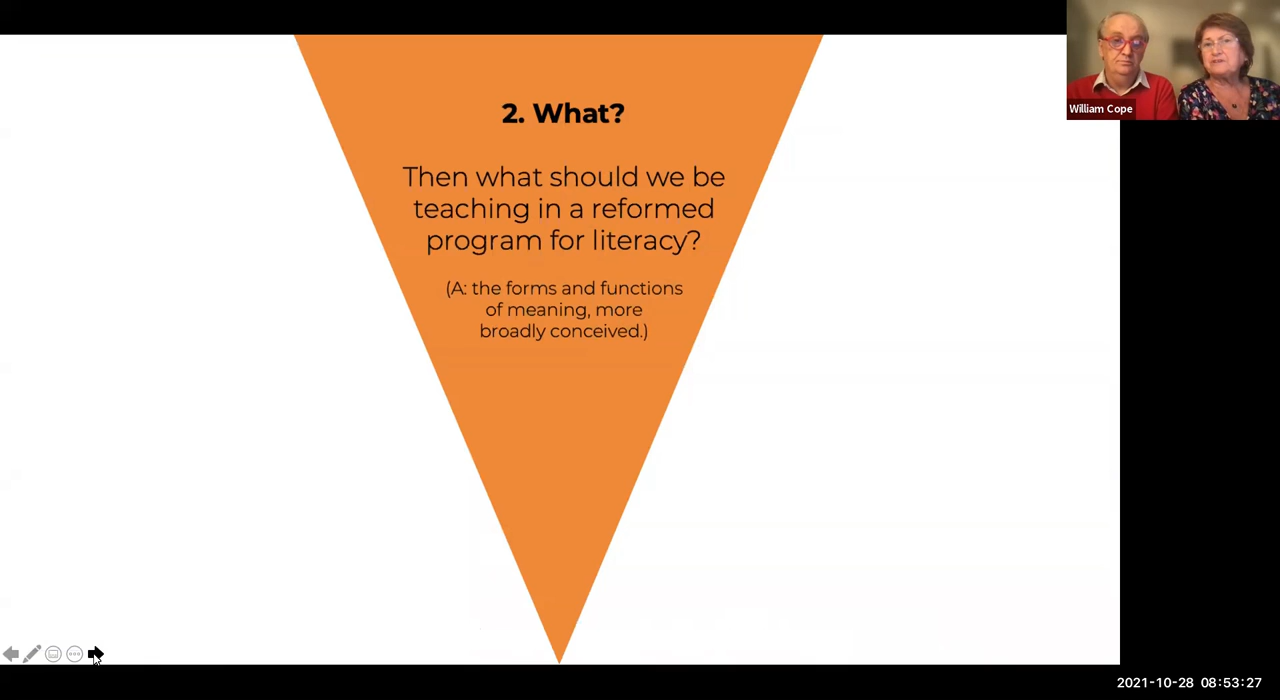 2. What?
Then what should we be
teaching in a reformed
program for literacy?
(A: the forms and functions
of meaning, more
broadly conceived.)
William Cope
2021-10-28 08:53:27